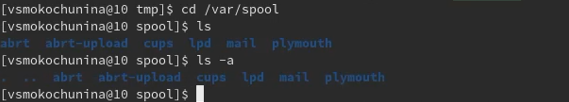 [vsmokochunina@10 tmp]$ cd /var/spool
[vsmokochunina@10 spool]$ ls
abrt  abrt-upload  cups  lpd  mail  plymouth
[vsmokochunina@10 spool]$ ls -a
.  ..  abrt  abrt-upload  cups  lpd  mail  plymouth
[vsmokochunina@10 spool]$